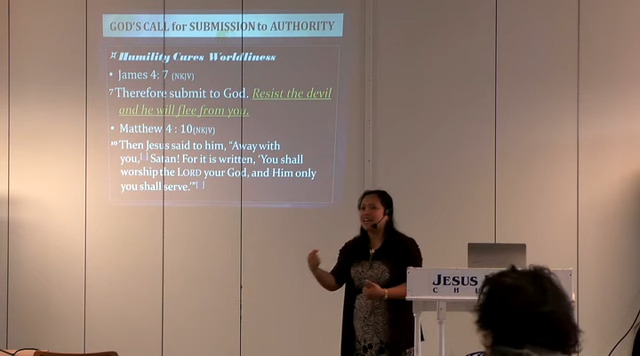 GOD'S CALL for SUBMISSION to AUTHORITY
Humility Cures Worldliness
• James 4: 7 (NKJV)
7 Therefore submit to God. Resist the devil
and he will flee from you.
• Matthew 4 : 10(NKJV)
10 Then Jesus said to him, "Away with
you,[ ] Satan! For it is written, 'You shall
worship the LORD your God, and Him only
you shall serve.'"[ ]
JESUS
C H U